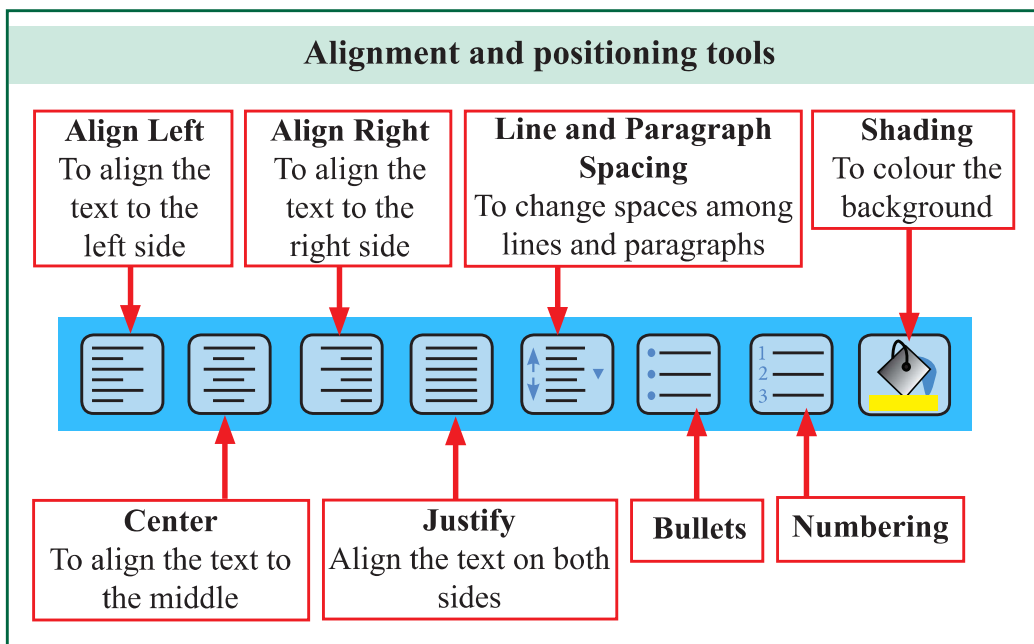 Alignment and positioning tools
Align Left
To align the
text to the
left side
Align Right
To align the
text to the
right side
Line and Paragraph
Spacing
To change spaces among
lines and paragraphs
Shading
To colour the
background
1
2
3
Center
To align the text to
the middle
Justify
Align the text on both
sides
Bullets
Numbering